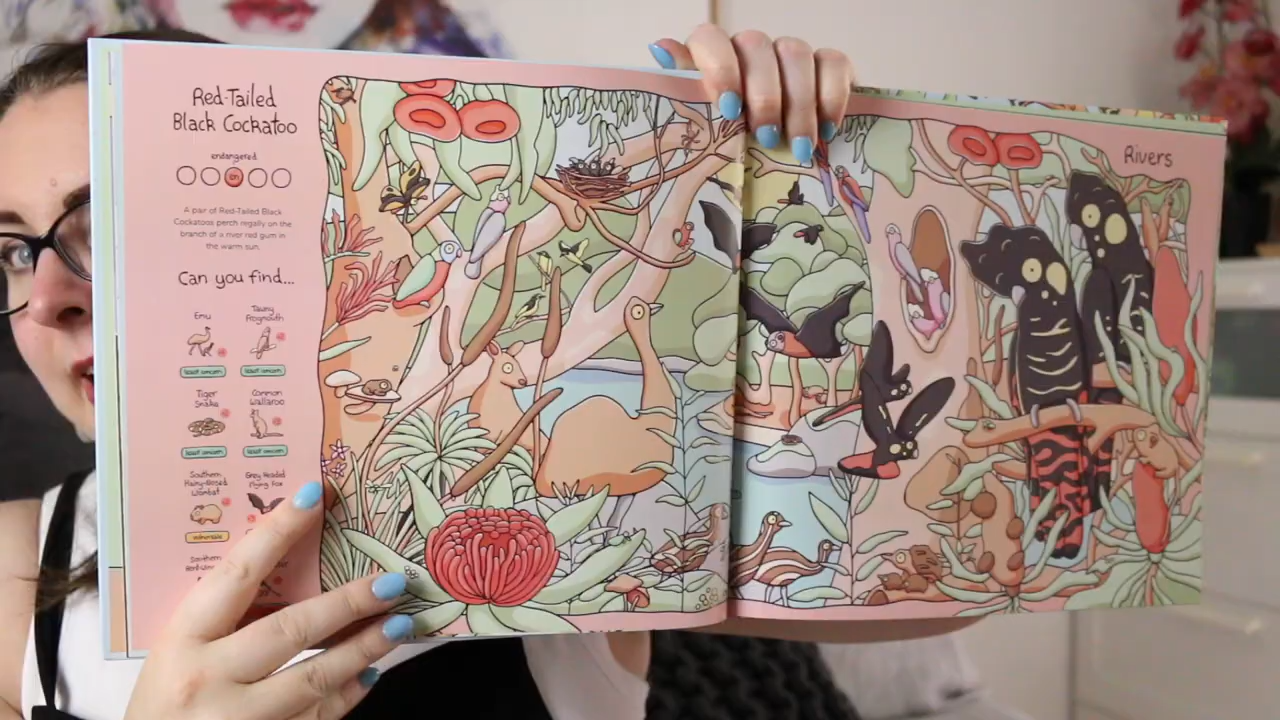 Red-Tailed
Black Cockatoo
endangered
en
A pair of Red-Tailed Black
Cockatoos perch regally on the
branch of a river red gum in
the warm sun.
Can you find...
Emu
Tawny
Frogmouth
least concern
least concern
Tiger
Snake
Common
Wallaroo
least concern
least concern
Southern
Hairy-Nosed
Wombat
Grey Headed
Flying Fox
vulnerable
Southern
Rivers